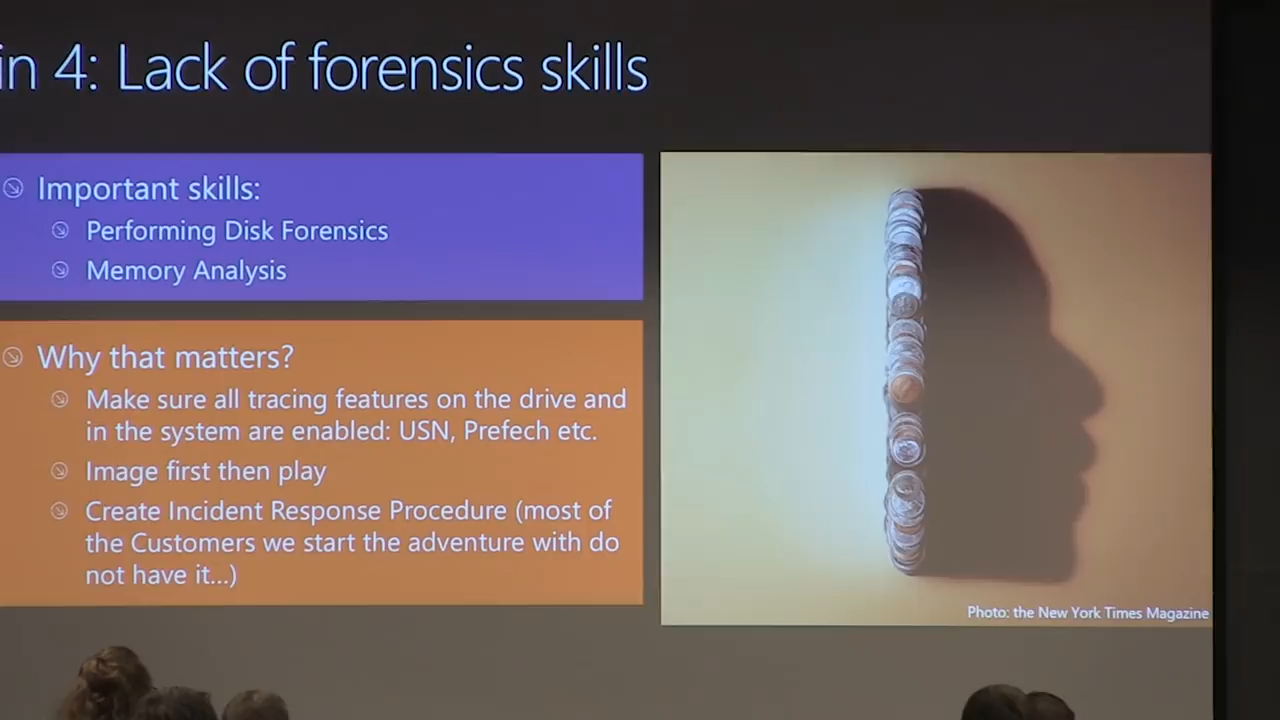 in 4: Lack of forensics skills
Important skills:
Performing Disk Forensics
Memory Analysis
Why that matters?
Make sure all tracing features on the drive and
in the system are enabled: USN, Prefech etc.
Image first then play
Create Incident Response Procedure (most of
the Customers we start the adventure with do
not have it...)
Photo: the New York Times Magazine